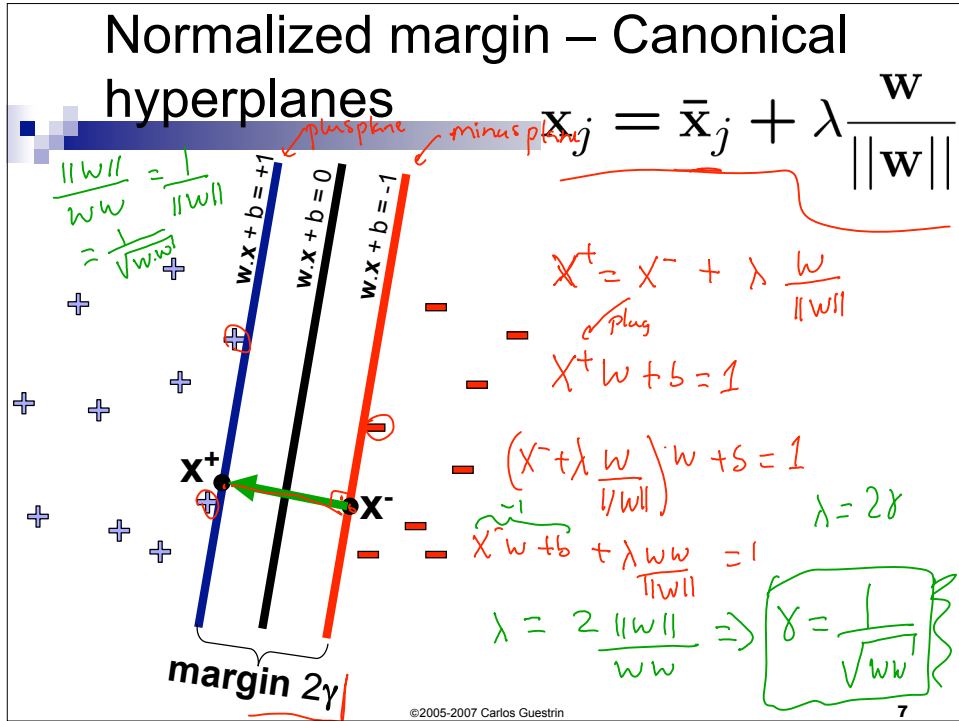 Normalized margin – Canonical
hyperplanes
x_j = x̄_j + λ w / ||w||
plusplane
minus plane
||w|| / ww = 1 / ||w||
= 1 / √w.w
w.x + b = +1
w.x + b = 0
w.x + b = -1
x⁺ = x⁻ + λ w / ||w||
plug
x⁺ w + b = 1
(x⁻ + λ w / ||w||) · w + b = 1
x⁺
x⁻
λ = 2γ
-1
x⁻ w + b + λ ww / ||w|| = 1
λ = 2 ||w|| / ww ⇒ γ = 1 / √ww
margin 2γ
©2005-2007 Carlos Guestrin
7